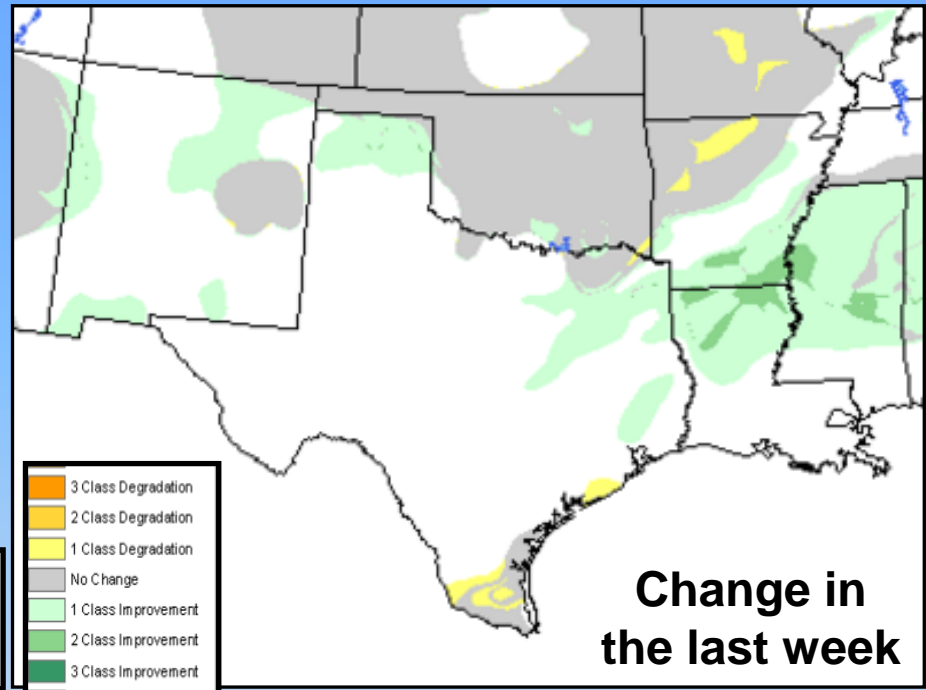 3 Class Degradation
2 Class Degradation
1 Class Degradation
No Change
1 Class Improvement
2 Class Improvement
3 Class Improvement
Change in
the last week